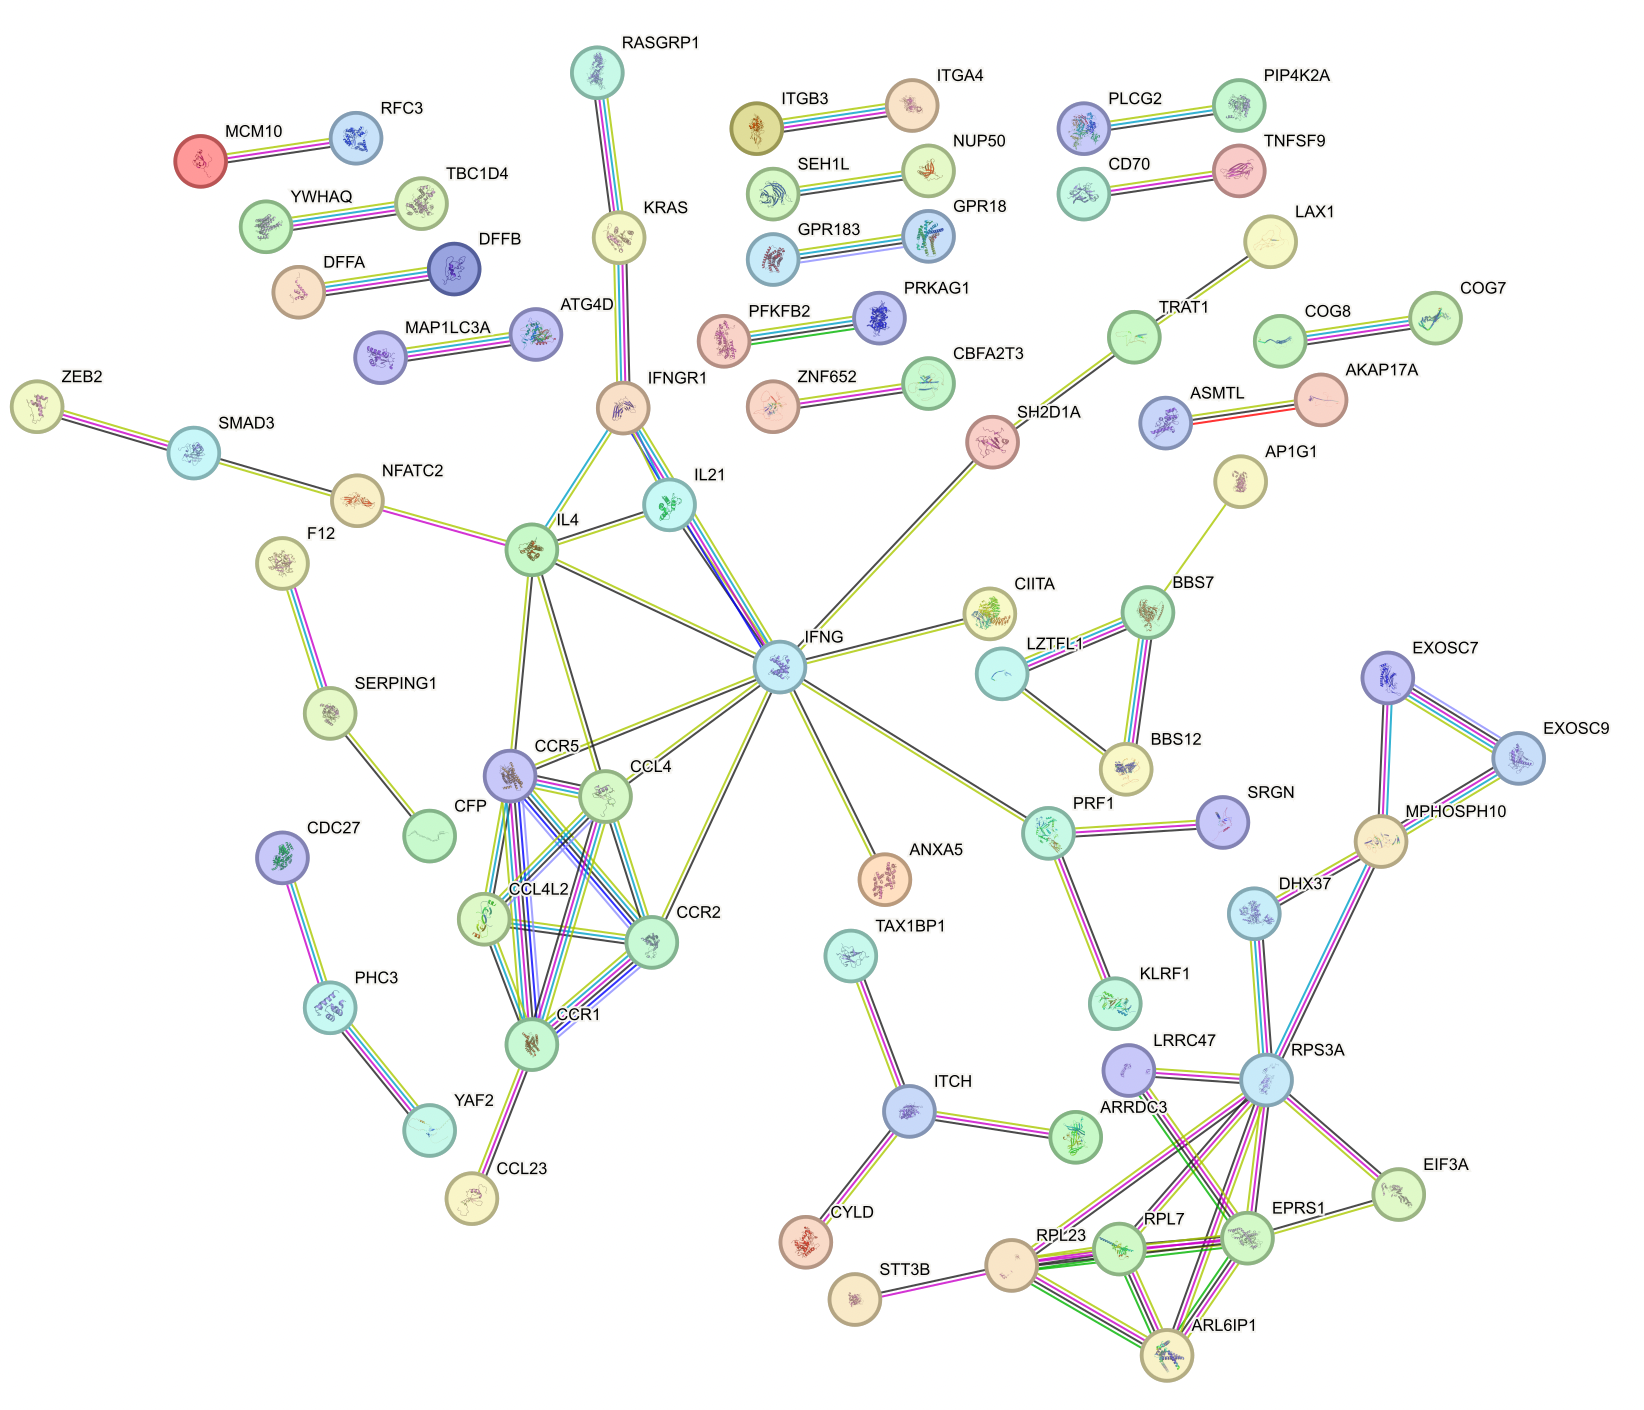 RASGRP1
ITGA4
PIP4K2A
ITGB3
PLCG2
RFC3
MCM10
NUP50
TNFSF9
SEH1L
CD70
TBC1D4
YWHAQ
KRAS
GPR18
LAX1
GPR183
DFFB
DFFA
PRKAG1
COG7
ATG4D
TRAT1
COG8
PFKFB2
MAP1LC3A
CBFA2T3
AKAP17A
ZEB2
IFNGR1
ZNF652
ASMTL
SH2D1A
SMAD3
AP1G1
NFATC2
IL21
IL4
F12
CIITA
BBS7
IFNG
LZTFL1
EXOSC7
SERPING1
EXOSC9
BBS12
CCR5
CCL4
SRGN
CFP
PRF1
MPHOSPH10
CDC27
ANXA5
DHX37
CCL4L2
CCR2
TAX1BP1
PHC3
KLRF1
CCR1
LRRC47
RPS3A
ITCH
YAF2
ARRDC3
CCL23
EIF3A
CYLD
EPRS1
RPL7
RPL23
STT3B
ARL6IP1